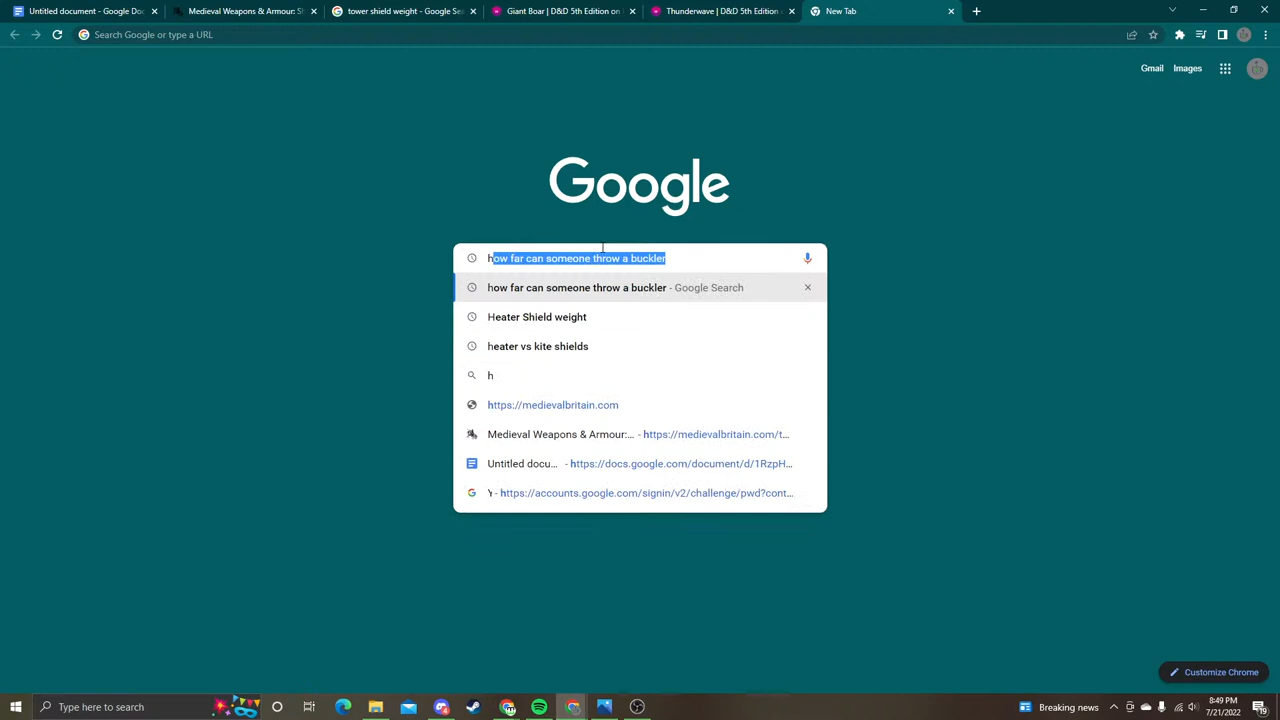 Untitled document - Google Doc
Medieval Weapons & Armour: Sh
tower shield weight - Google Sea
Giant Boar | D&D 5th Edition on
Thunderwave | D&D 5th Edition
New Tab
Search Google or type a URL
Gmail
Images
Google
how far can someone throw a buckler
how far can someone throw a buckler - Google Search
Heater Shield weight
heater vs kite shields
h
https://medievalbritain.com
Medieval Weapons & Armour:... - https://medievalbritain.com/t...
Untitled docu... - https://docs.google.com/document/d/1RzpH...
Y - https://accounts.google.com/signin/v2/challenge/pwd?cont...
Customize Chrome
Type here to search
Breaking news
8:49 PM
7/21/2022